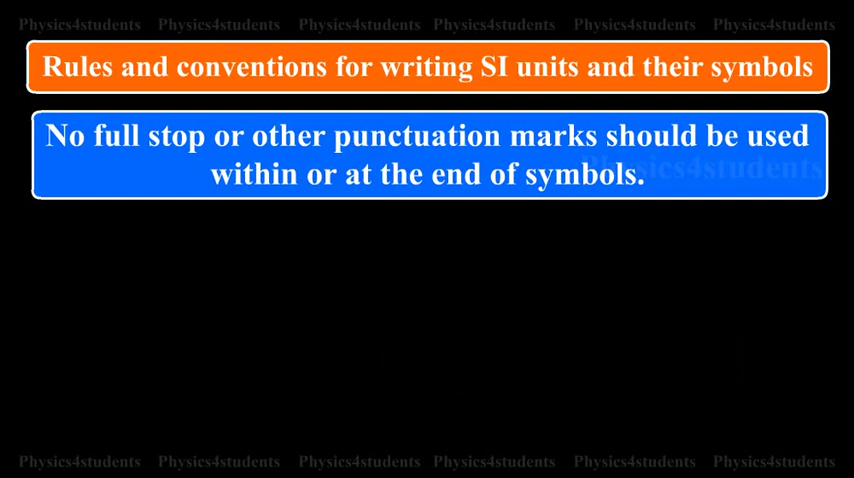 Physics4students Physics4students Physics4students Physics4students Physics4students Physics4students
Rules and conventions for writing SI units and their symbols
No full stop or other punctuation marks should be used
within or at the end of symbols.
Physics4students
Physics4students Physics4students Physics4students Physics4students Physics4students Physics4students